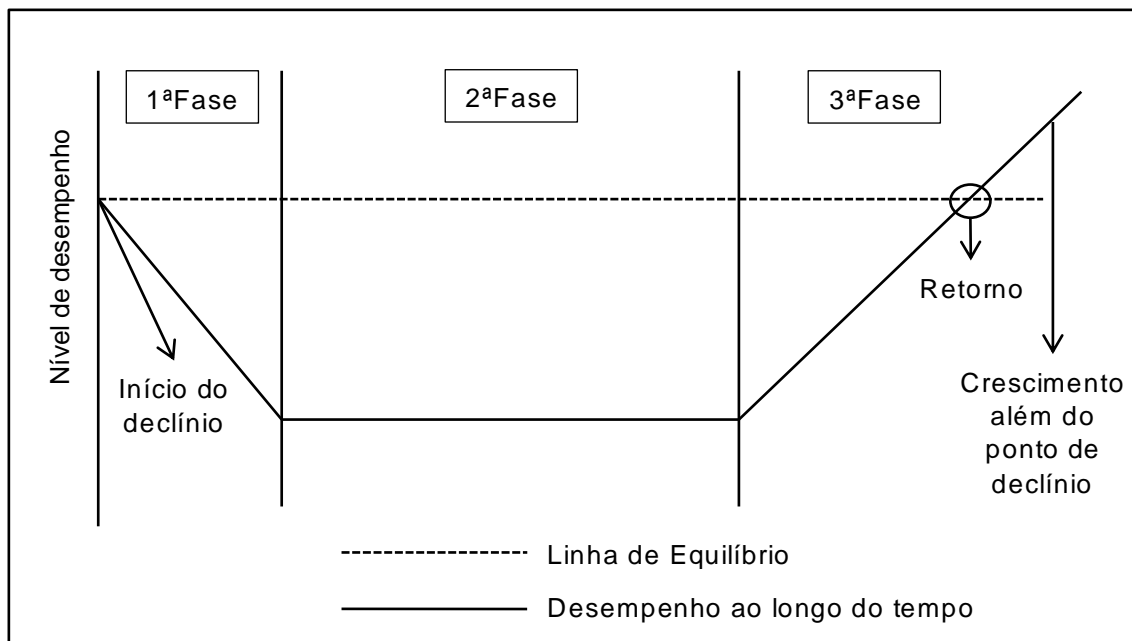 1ªFase
2ªFase
3ªFase
Nível de desempenho
Início do
declínio
Retorno
Crescimento
além do
ponto de
declínio
Linha de Equilíbrio
Desempenho ao longo do tempo